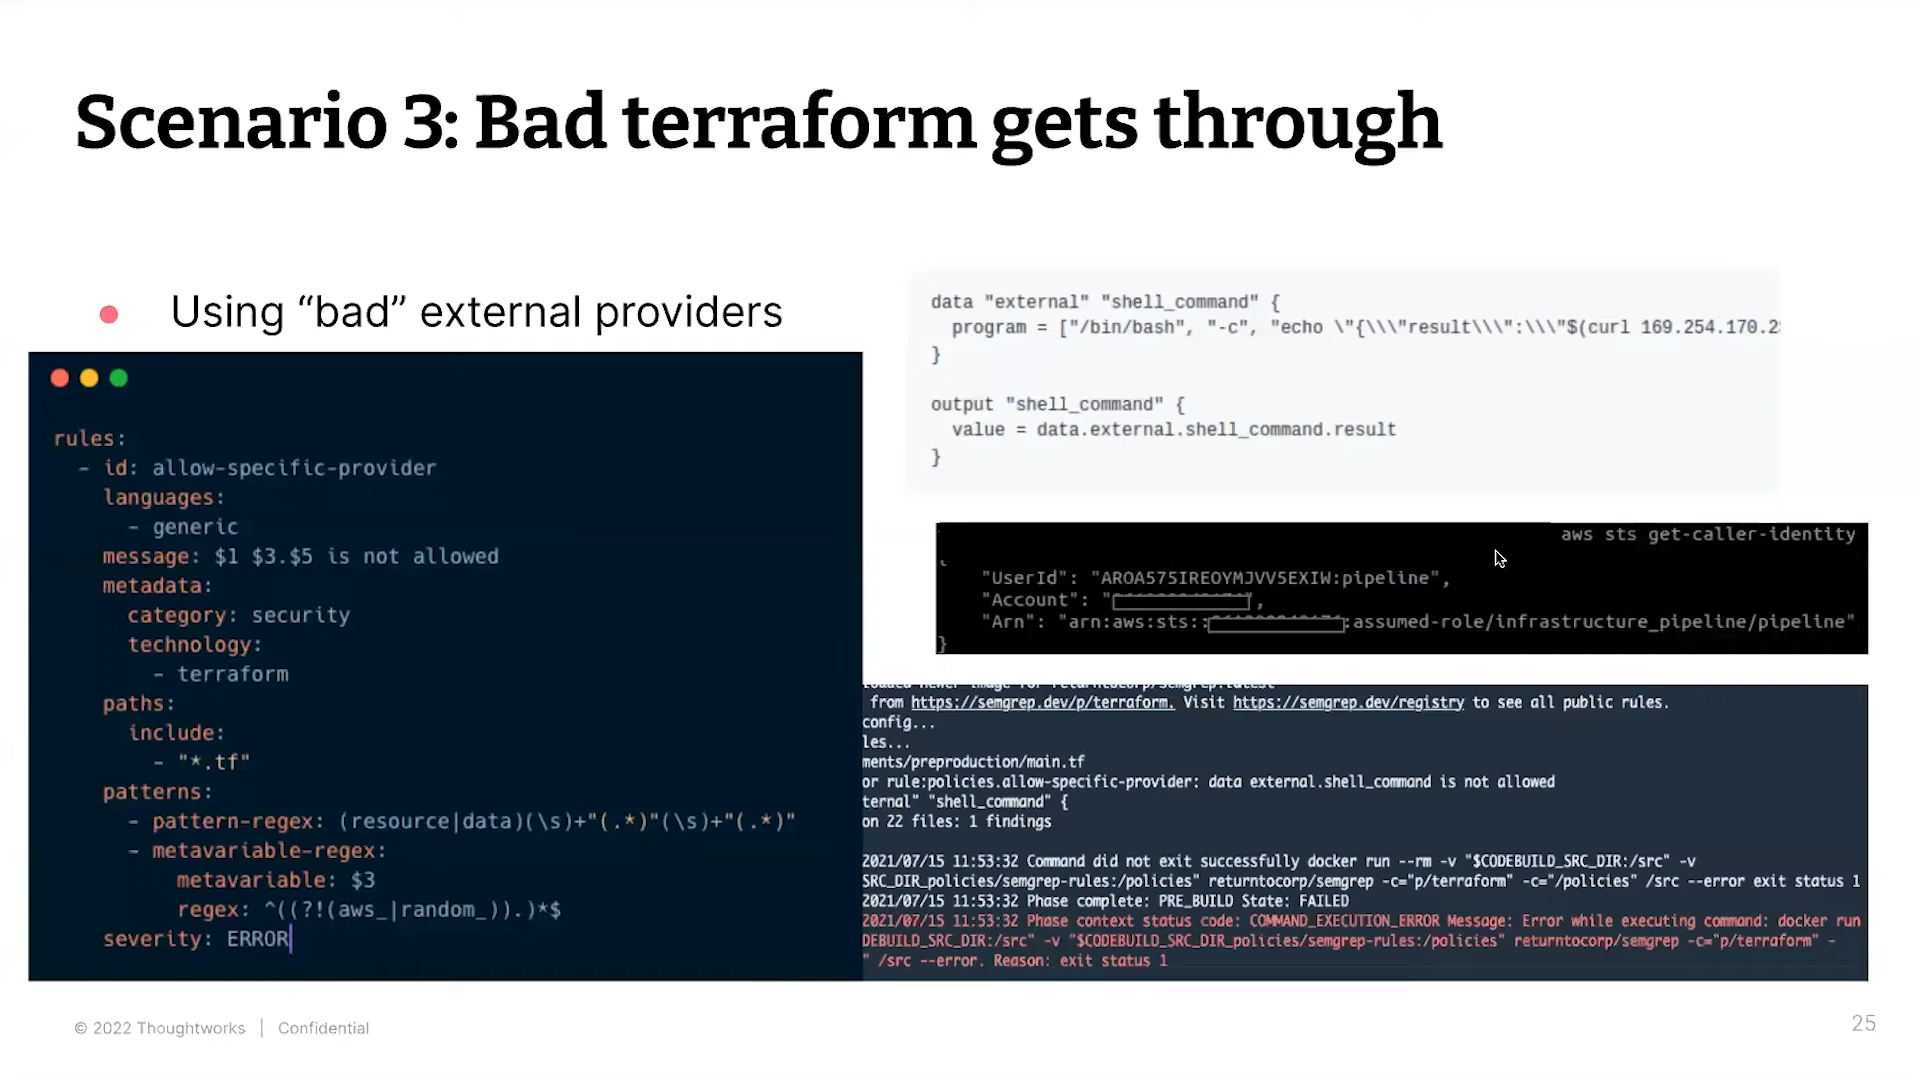 Scenario 3: Bad terraform gets through
Using “bad” external providers
rules:
- id: allow-specific-provider
languages:
- generic
message: $1 $3.$5 is not allowed
metadata:
category: security
technology:
- terraform
paths:
include:
- "*.tf"
patterns:
- pattern-regex: (resource|data)(\s)+"(.*)"(\s)+"(.*)"
- metavariable-regex:
metavariable: $3
regex: ^((?!(aws_|random_)).)*$
severity: ERROR
data "external" "shell_command" {
program = ["/bin/bash", "-c", "echo \"{\\\"result\\\":\\\"$(curl 169.254.170.2
}
output "shell_command" {
value = data.external.shell_command.result
}
aws sts get-caller-identity
{
"UserId": "AROA575IREOYMJVV5EXIW:pipeline",
"Account": "",
"Arn": "arn:aws:sts:::assumed-role/infrastructure_pipeline/pipeline"
}
loaded newer image for returntocorp/semgrep:latest
from https://semgrep.dev/p/terraform. Visit https://semgrep.dev/registry to see all public rules.
config...
les...
ments/preproduction/main.tf
or rule:policies.allow-specific-provider: data external.shell_command is not allowed
ternal" "shell_command" {
on 22 files: 1 findings
2021/07/15 11:53:32 Command did not exit successfully docker run --rm -v "$CODEBUILD_SRC_DIR:/src" -v
SRC_DIR_policies/semgrep-rules:/policies" returntocorp/semgrep -c="p/terraform" -c="/policies" /src --error exit status 1
2021/07/15 11:53:32 Phase complete: PRE_BUILD State: FAILED
2021/07/15 11:53:32 Phase context status code: COMMAND_EXECUTION_ERROR Message: Error while executing command: docker run
DEBUILD_SRC_DIR:/src" -v "$CODEBUILD_SRC_DIR_policies/semgrep-rules:/policies" returntocorp/semgrep -c="p/terraform" -
" /src --error. Reason: exit status 1
© 2022 Thoughtworks | Confidential
25